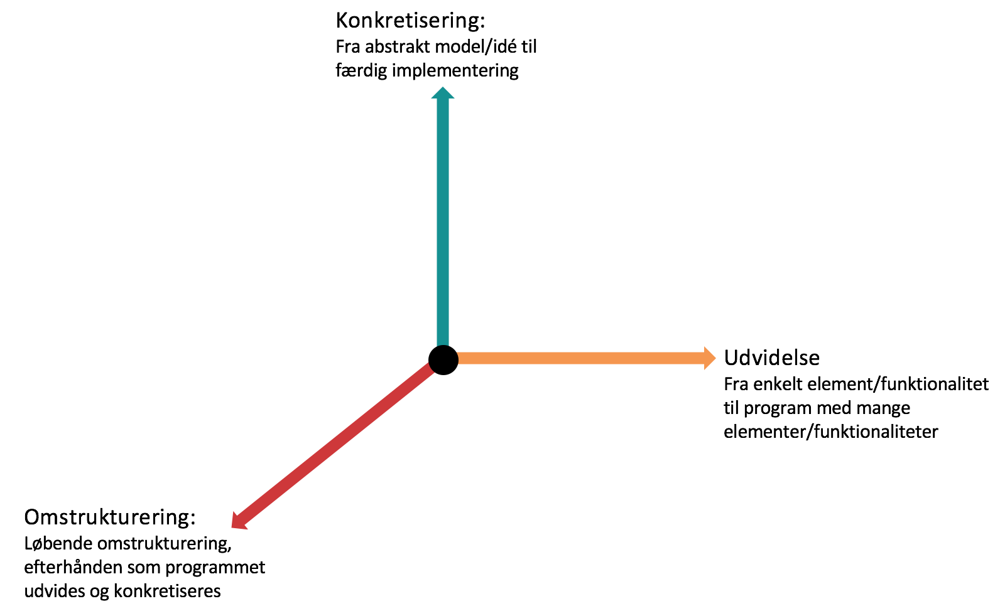 Konkretisering:
Fra abstrakt model/idé til
færdig implementering
Udvidelse
Fra enkelt element/funktionalitet
til program med mange
elementer/funktionaliteter
Omstrukturering:
Løbende omstrukturering,
efterhånden som programmet
udvides og konkretiseres